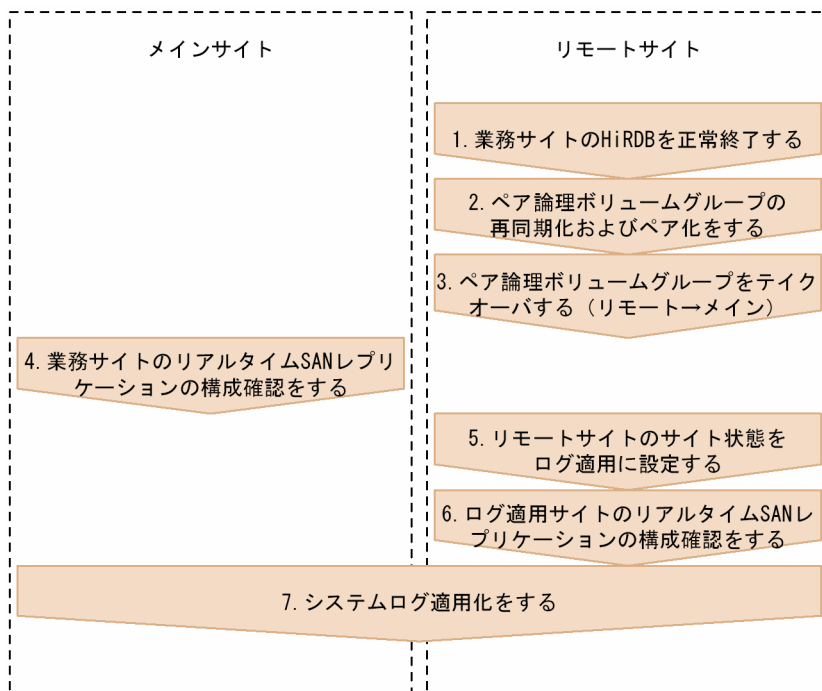 メインサイト
リモートサイト
1.業務サイトのHiRDBを正常終了する
2.ペア論理ボリュームグループの
再同期化およびペア化をする
3.ペア論理ボリュームグループをテイク
オーバする（リモート→メイン）
4.業務サイトのリアルタイムSANレプリ
ケーションの構成確認をする
5.リモートサイトのサイト状態を
ログ適用に設定する
6.ログ適用サイトのリアルタイムSANレ
プリケーションの構成確認をする
7.システムログ適用化をする